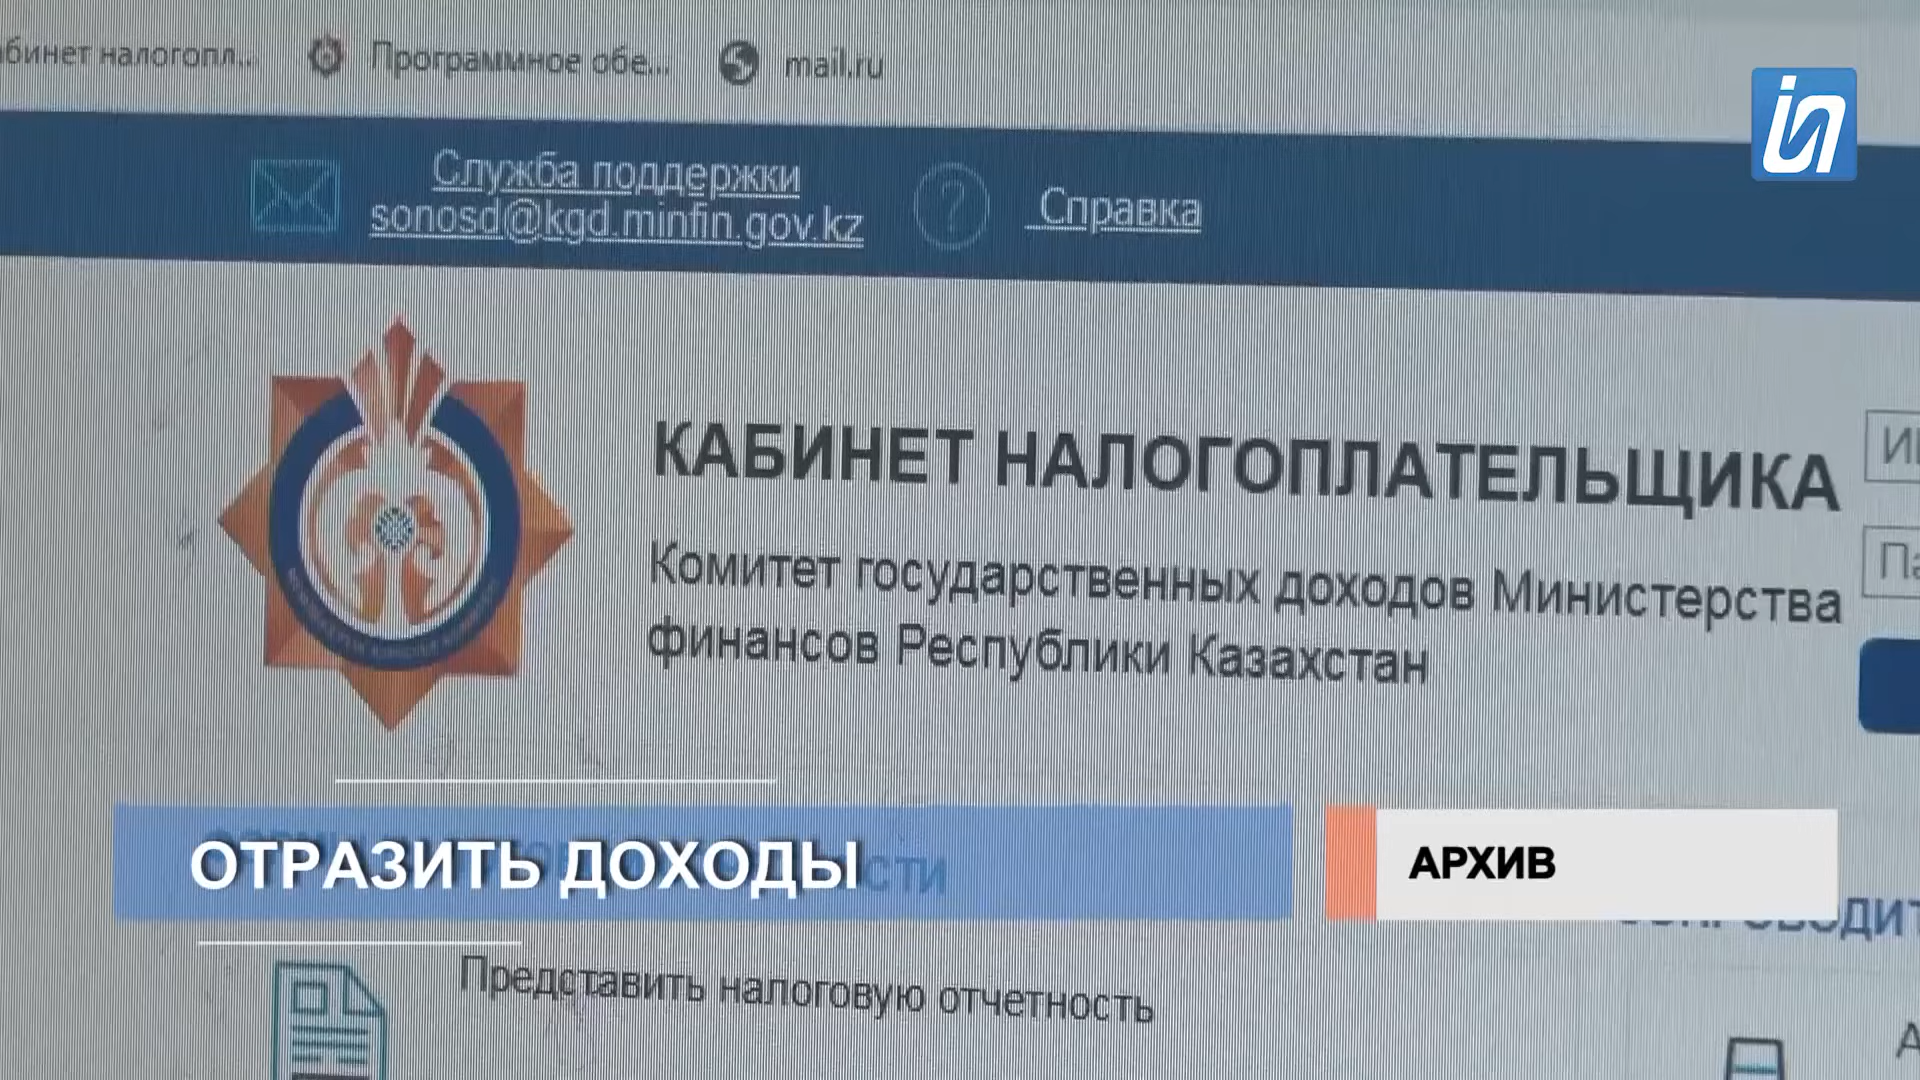 налогопл...
Программное обе...
mail.ru
Служба поддержки
sonosd@kgd.minfin.gov.kz
?
Справка
КАБИНЕТ НАЛОГОПЛАТЕЛЬЩИКА
Комитет государственных доходов Министерства
финансов Республики Казахстан
ОТРАЗИТЬ ДОХОДЫ
АРХИВ
Представить налоговую отчетность